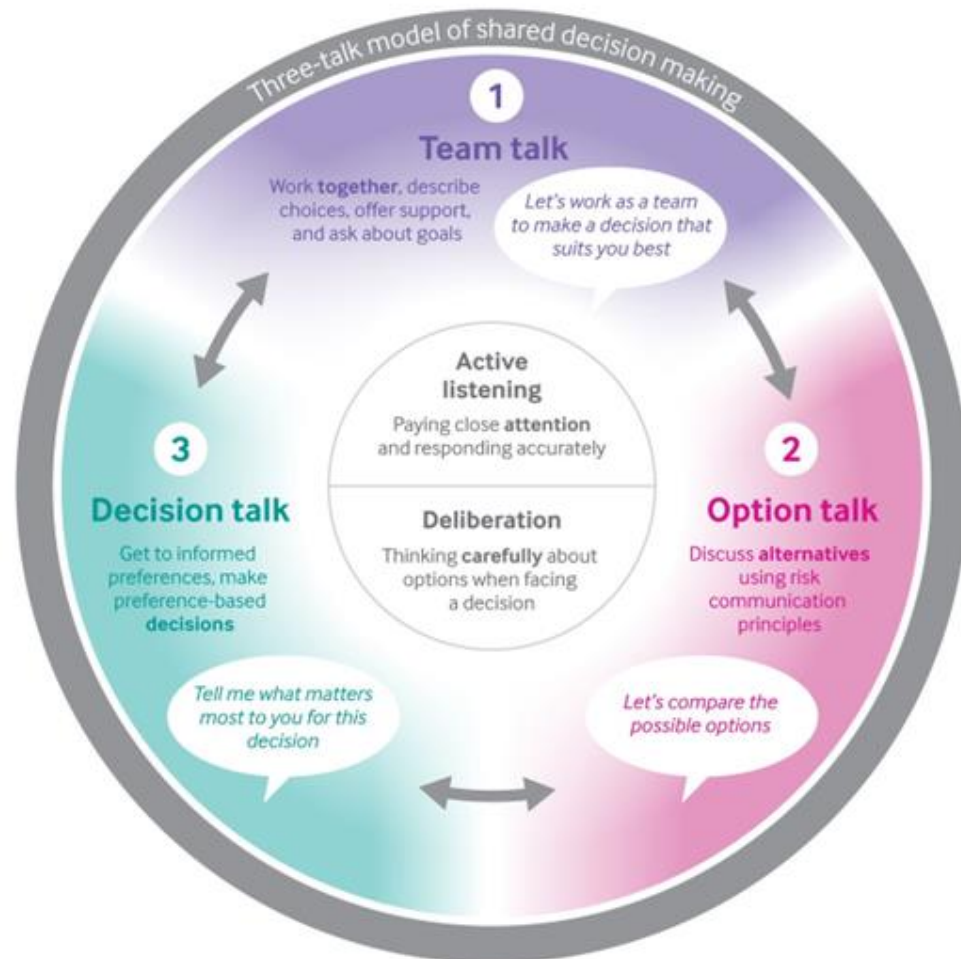 Three-talk model of shared decision making
1
Team talk
Work together, describe
choices, offer support,
and ask about goals
Let's work as a team
to make a decision that
suits you best
Active
listening
Paying close attention
and responding accurately
Deliberation
Thinking carefully about
options when facing
a decision
2
Option talk
Discuss alternatives
using risk
communication
principles
Let's compare the
possible options
3
Decision talk
Get to informed
preferences, make
preference-based
decisions
Tell me what matters
most to you for this
decision